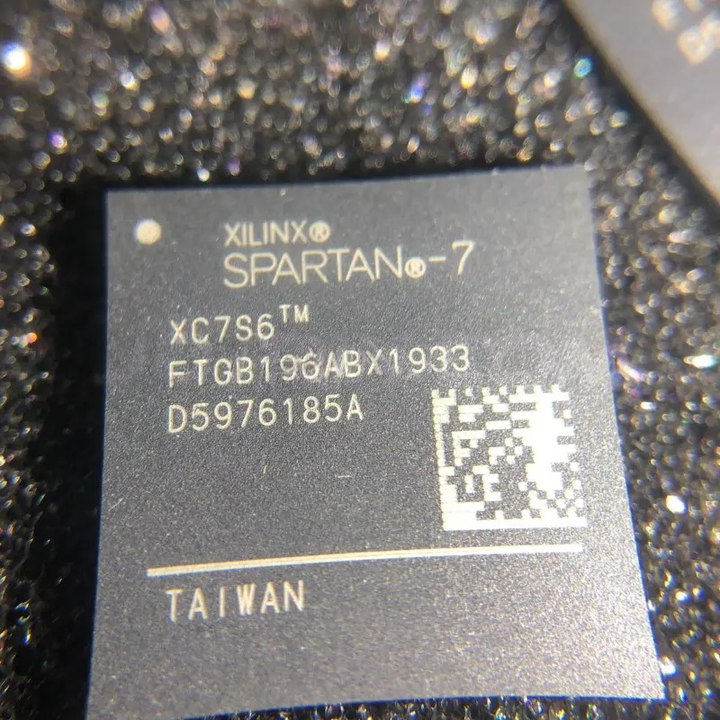 XILINX®
SPARTAN®-7
XC7S6™
FTGB196ABX1933
D5976185A
TAIWAN